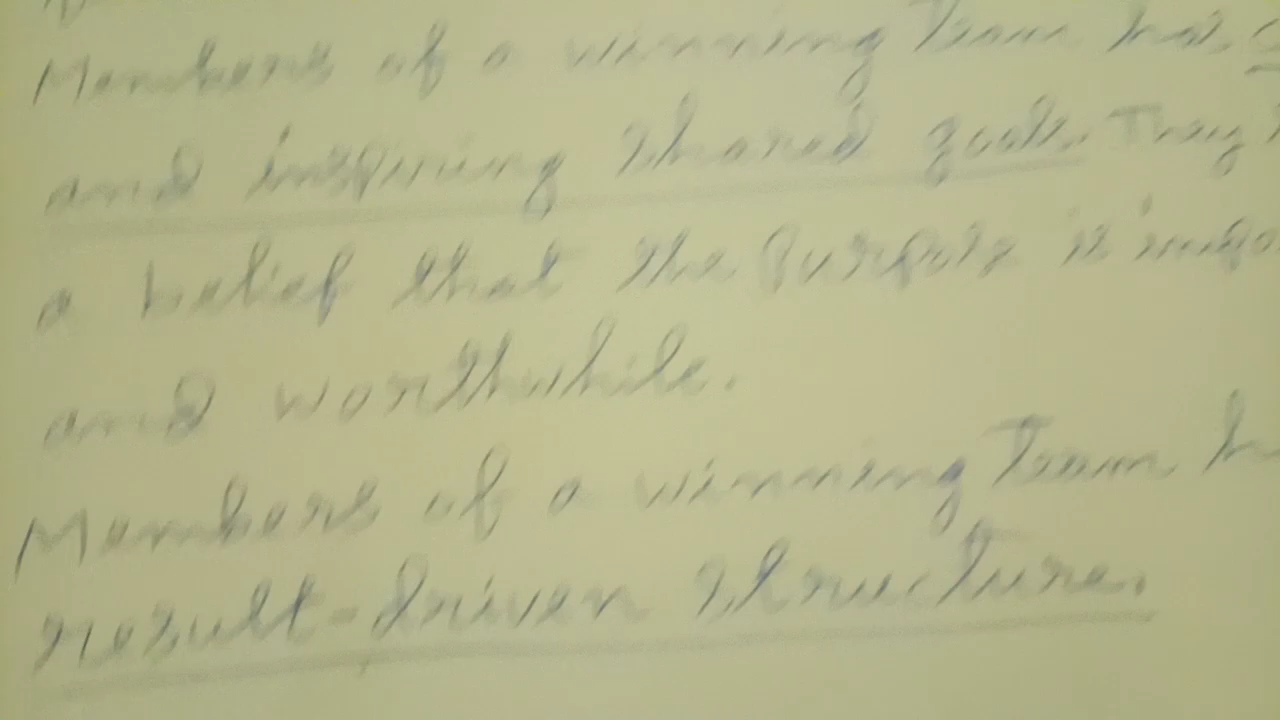 Members of a winning Team has
and inspiring shared goals. They
a belief that the Purpose is
and worthwhile.
Members of a winning Team
result-driven structure.